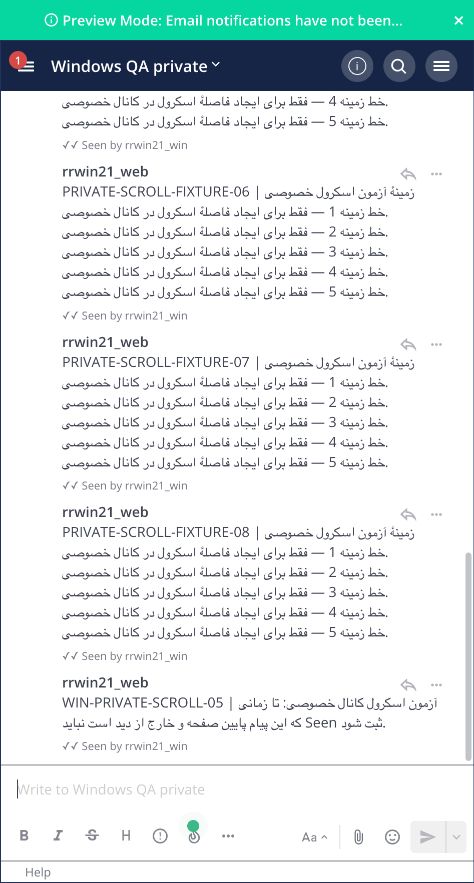 Preview Mode: Email notifications have not been...
1
Windows QA private
خط زمینه 4 — فقط برای ایجاد فاصلهٔ اسکرول در کانال خصوصی.
خط زمینه 5 — فقط برای ایجاد فاصلهٔ اسکرول در کانال خصوصی.
✓✓ Seen by rrwin21_win
rrwin21_web
PRIVATE-SCROLL-FIXTURE-06 | زمینهٔ آزمون اسکرول خصوصی
خط زمینه 1 — فقط برای ایجاد فاصلهٔ اسکرول در کانال خصوصی.
خط زمینه 2 — فقط برای ایجاد فاصلهٔ اسکرول در کانال خصوصی.
خط زمینه 3 — فقط برای ایجاد فاصلهٔ اسکرول در کانال خصوصی.
خط زمینه 4 — فقط برای ایجاد فاصلهٔ اسکرول در کانال خصوصی.
خط زمینه 5 — فقط برای ایجاد فاصلهٔ اسکرول در کانال خصوصی.
✓✓ Seen by rrwin21_win
rrwin21_web
PRIVATE-SCROLL-FIXTURE-07 | زمینهٔ آزمون اسکرول خصوصی
خط زمینه 1 — فقط برای ایجاد فاصلهٔ اسکرول در کانال خصوصی.
خط زمینه 2 — فقط برای ایجاد فاصلهٔ اسکرول در کانال خصوصی.
خط زمینه 3 — فقط برای ایجاد فاصلهٔ اسکرول در کانال خصوصی.
خط زمینه 4 — فقط برای ایجاد فاصلهٔ اسکرول در کانال خصوصی.
خط زمینه 5 — فقط برای ایجاد فاصلهٔ اسکرول در کانال خصوصی.
✓✓ Seen by rrwin21_win
rrwin21_web
PRIVATE-SCROLL-FIXTURE-08 | زمینهٔ آزمون اسکرول خصوصی
خط زمینه 1 — فقط برای ایجاد فاصلهٔ اسکرول در کانال خصوصی.
خط زمینه 2 — فقط برای ایجاد فاصلهٔ اسکرول در کانال خصوصی.
خط زمینه 3 — فقط برای ایجاد فاصلهٔ اسکرول در کانال خصوصی.
خط زمینه 4 — فقط برای ایجاد فاصلهٔ اسکرول در کانال خصوصی.
خط زمینه 5 — فقط برای ایجاد فاصلهٔ اسکرول در کانال خصوصی.
✓✓ Seen by rrwin21_win
rrwin21_web
WIN-PRIVATE-SCROLL-05 | آزمون اسکرول کانال خصوصی: تا زمانی
که این پیام پایین صفحه و خارج از دید است نباید Seen ثبت شود.
✓✓ Seen by rrwin21_win
Write to Windows QA private
B I S H Aa
Help